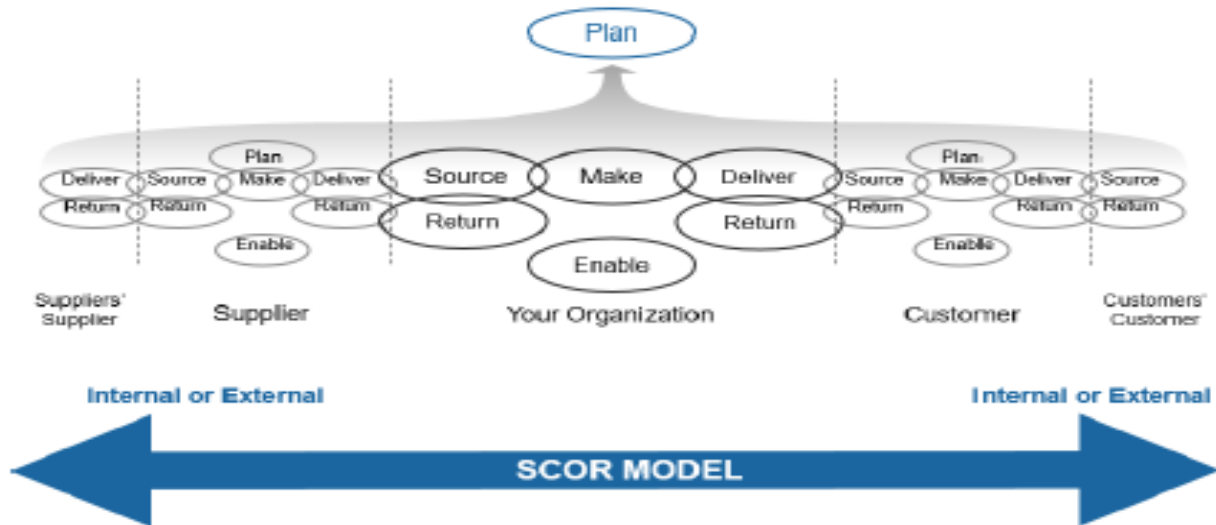 Plan
Plan Plan
Deliver Source Make Deliver Source Make Deliver Source Make Deliver Source
Return Return Return Return Return Return Return Return
Enable Enable Enable
Suppliers' Supplier Your Organization Customer Customers'
Supplier Customer
Internal or External Internal or External
SCOR MODEL